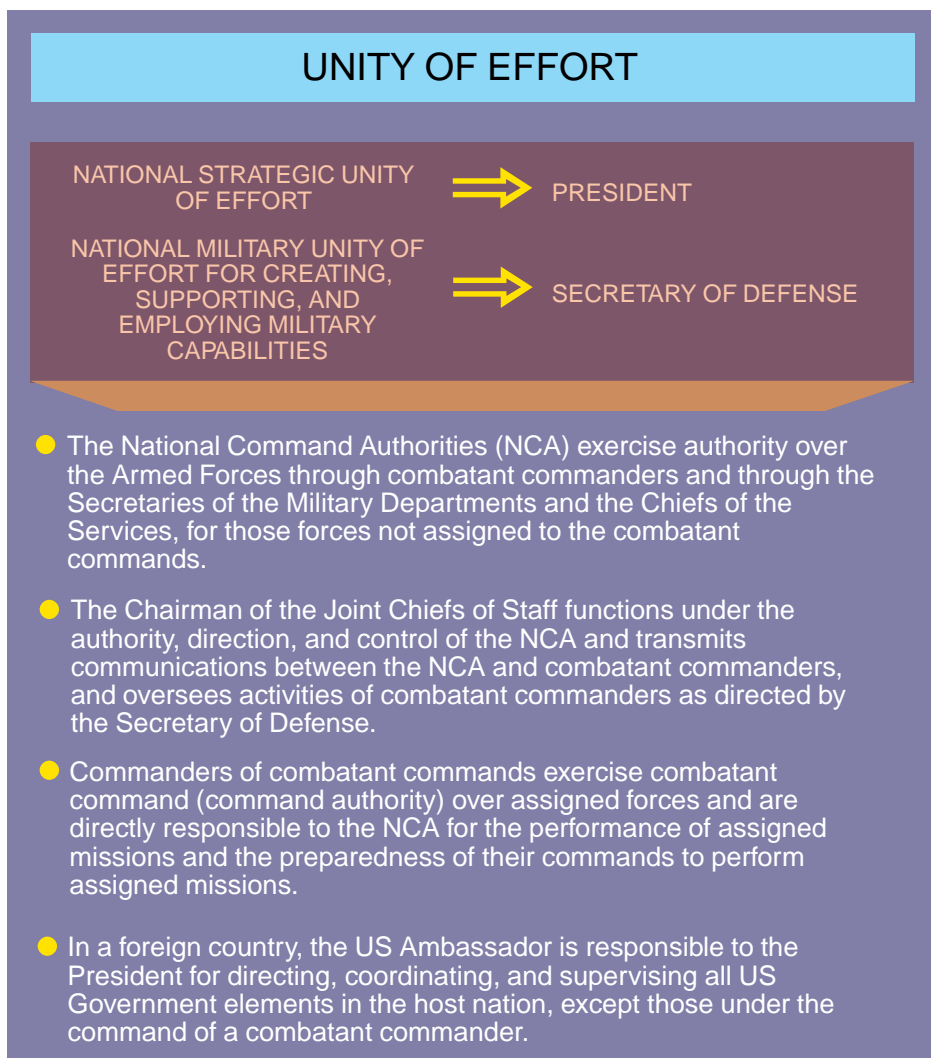 UNITY OF EFFORT
NATIONAL STRATEGIC UNITY
OF EFFORT
PRESIDENT
NATIONAL MILITARY UNITY OF
EFFORT FOR CREATING,
SUPPORTING, AND
EMPLOYING MILITARY
CAPABILITIES
SECRETARY OF DEFENSE
The National Command Authorities (NCA) exercise authority over
the Armed Forces through combatant commanders and through the
Secretaries of the Military Departments and the Chiefs of the
Services, for those forces not assigned to the combatant
commands.
The Chairman of the Joint Chiefs of Staff functions under the
authority, direction, and control of the NCA and transmits
communications between the NCA and combatant commanders,
and oversees activities of combatant commanders as directed by
the Secretary of Defense.
Commanders of combatant commands exercise combatant
command (command authority) over assigned forces and are
directly responsible to the NCA for the performance of assigned
missions and the preparedness of their commands to perform
assigned missions.
In a foreign country, the US Ambassador is responsible to the
President for directing, coordinating, and supervising all US
Government elements in the host nation, except those under the
command of a combatant commander.